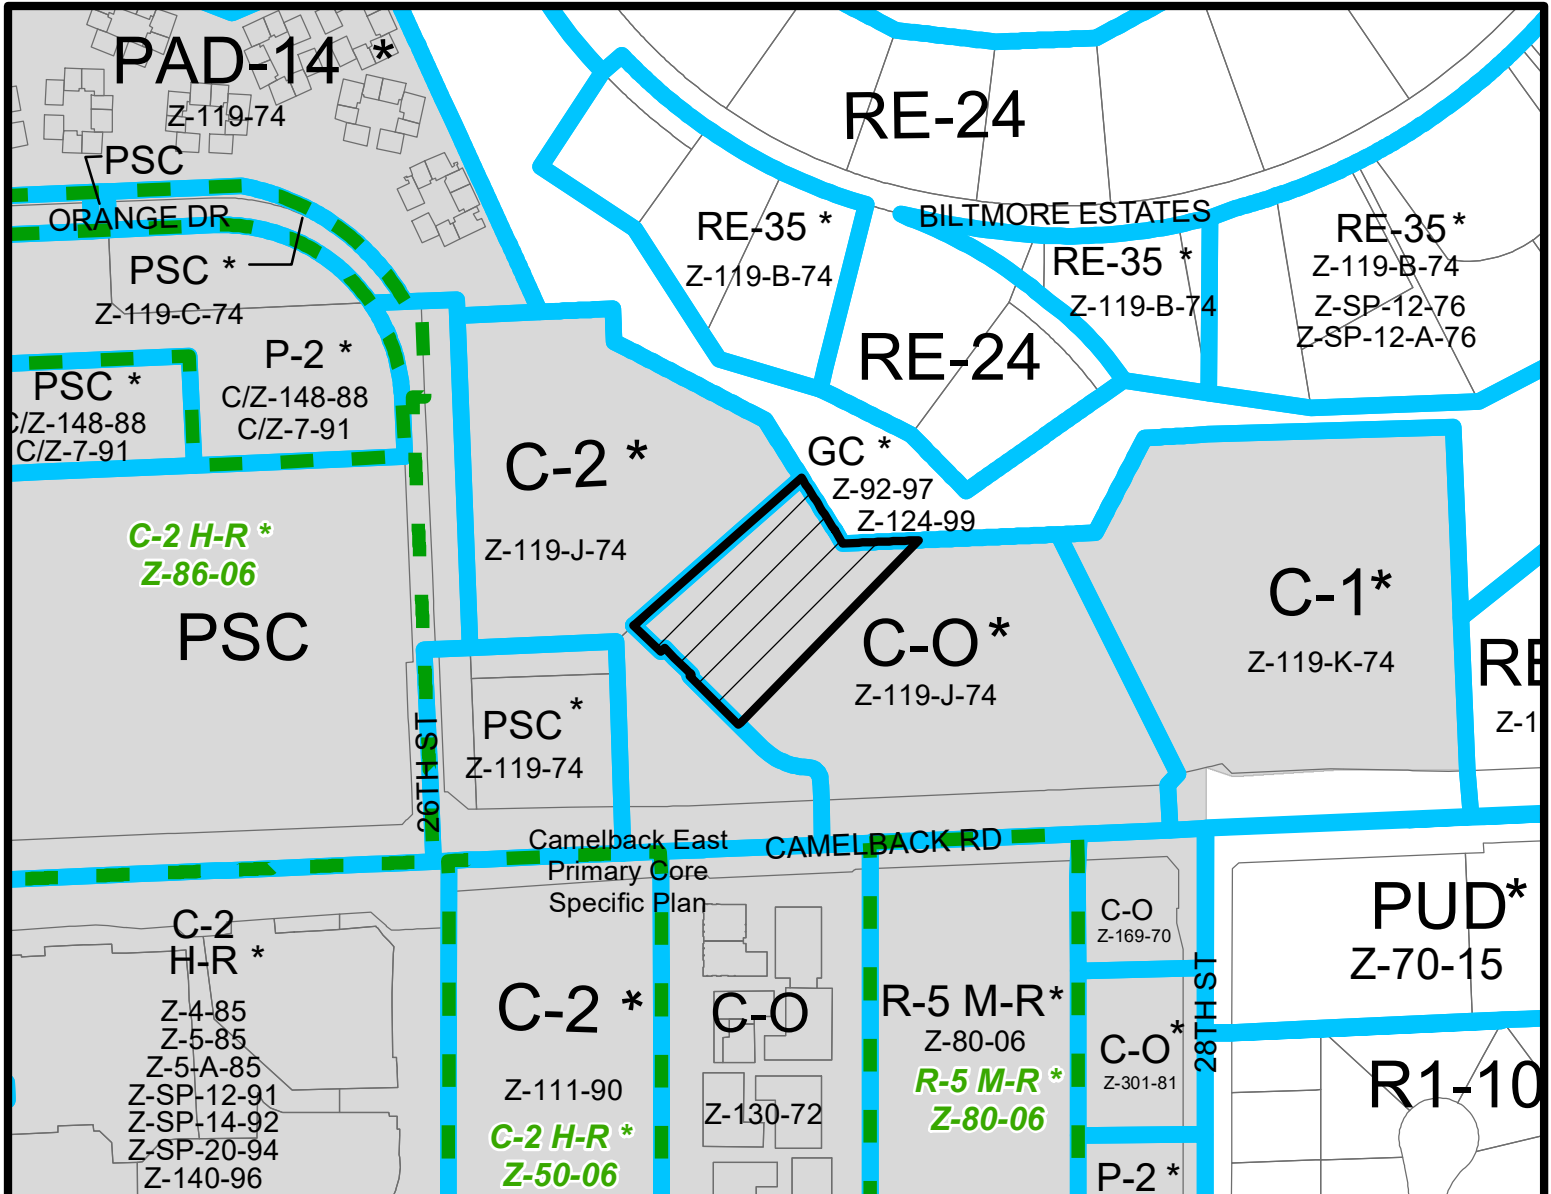 PAD-14 *
Z-119-74
RE-24
PSC
ORANGE DR
BILTMORE ESTATES
RE-35 *
Z-119-B-74
RE-35 *
Z-119-B-74
RE-35 *
Z-119-B-74
Z-SP-12-76
Z-SP-12-A-76
PSC *
Z-119-C-74
P-2 *
C/Z-148-88
C/Z-7-91
RE-24
PSC *
C/Z-148-88
C/Z-7-91
C-2 *
Z-119-J-74
GC *
Z-92-97
Z-124-99
C-2 H-R *
Z-86-06
PSC
C-O *
Z-119-J-74
C-1*
Z-119-K-74
RE
Z-1
PSC *
Z-119-74
26TH ST
Camelback East
Primary Core
Specific Plan
CAMELBACK RD
C-2
H-R *
Z-4-85
Z-5-85
Z-5-A-85
Z-SP-12-91
Z-SP-14-92
Z-SP-20-94
Z-140-96
C-2 *
Z-111-90
C-2 H-R *
Z-50-06
C-O
Z-130-72
R-5 M-R*
Z-80-06
R-5 M-R *
Z-80-06
C-O
Z-169-70
C-O*
Z-301-81
P-2 *
28TH ST
PUD*
Z-70-15
R1-10